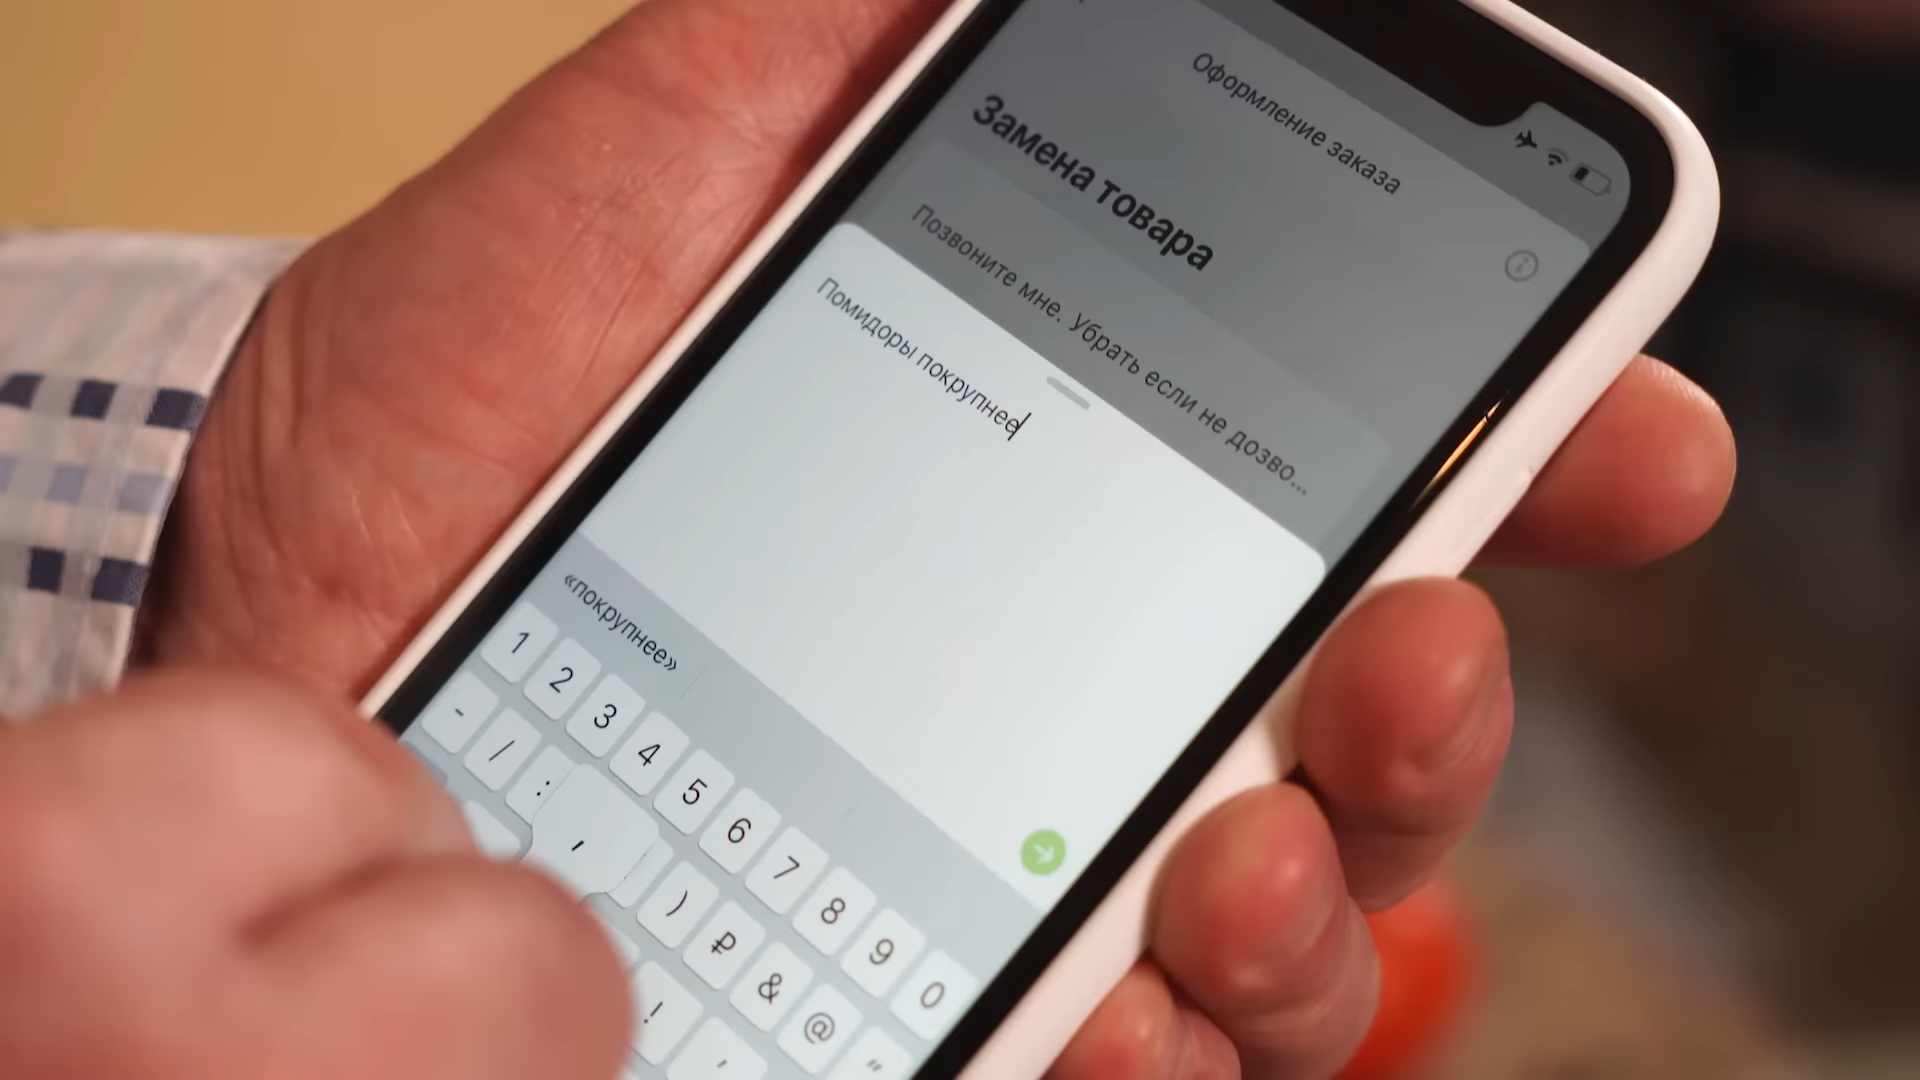 Оформление заказа
Замена товара
Позвоните мне. Убрать если не дозво...
Помидоры покрупнее
«покрупнее»
1 2 3 4 5 6 7 8 9 0
- / : ) ₽ & @ "
, ! ,